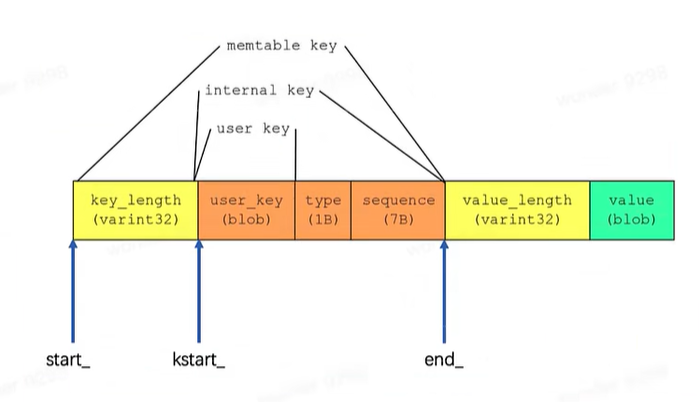 memtable key
internal key
user key
key_length
(varint32)
user_key
(blob)
type
(1B)
sequence
(7B)
value_length
(varint32)
value
(blob)
start_
kstart_
end_